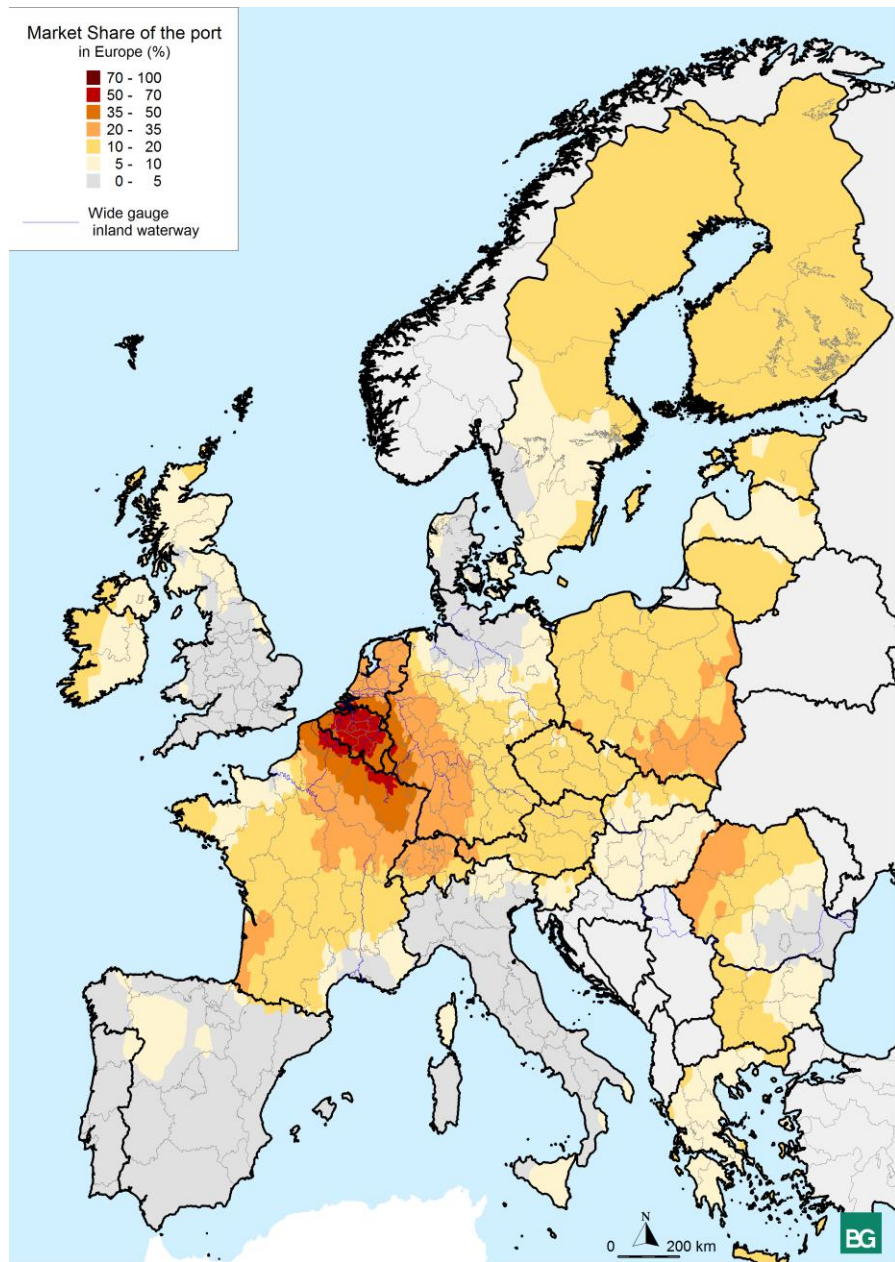 Market Share of the port
in Europe (%)
70 - 100
50 - 70
35 - 50
20 - 35
10 - 20
5 - 10
0 - 5
Wide gauge
inland waterway
N
0 200 km
BG